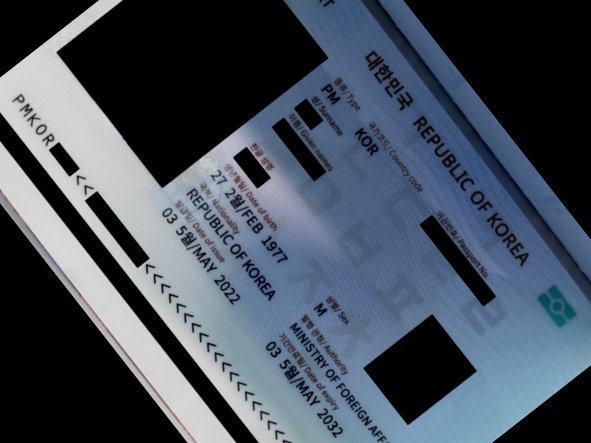 대한민국 REPUBLIC OF KOREA
종류/ Type
PM
국가코드/ Country code
KOR
여권번호/ Passport No.
성/ Surname
이름/ Given names
한글성명
생년월일/ Date of birth
27 2월/FEB 1977
성별/ Sex
M
국적/ Nationality
REPUBLIC OF KOREA
발행관청/ Authority
MINISTRY OF FOREIGN
발급일/ Date of issue
03 5월/MAY 2022
기간만료일/ Date of expiry
03 5월/MAY 2032
PMKOR
<<
<<<<<<<<<<<<<<<<